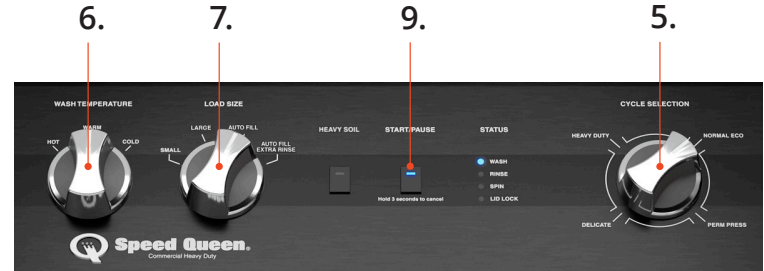 6.
7.
9.
5.
WASH TEMPERATURE
LOAD SIZE
CYCLE SELECTION
HOT
WARM
COLD
SMALL
LARGE
AUTO FILL
AUTO FILL
EXTRA RINSE
HEAVY SOIL
START/PAUSE
Hold 3 seconds to cancel
STATUS
WASH
RINSE
SPIN
LID LOCK
HEAVY DUTY
NORMAL ECO
DELICATE
PERM PRESS
Speed Queen®
Commercial Heavy Duty